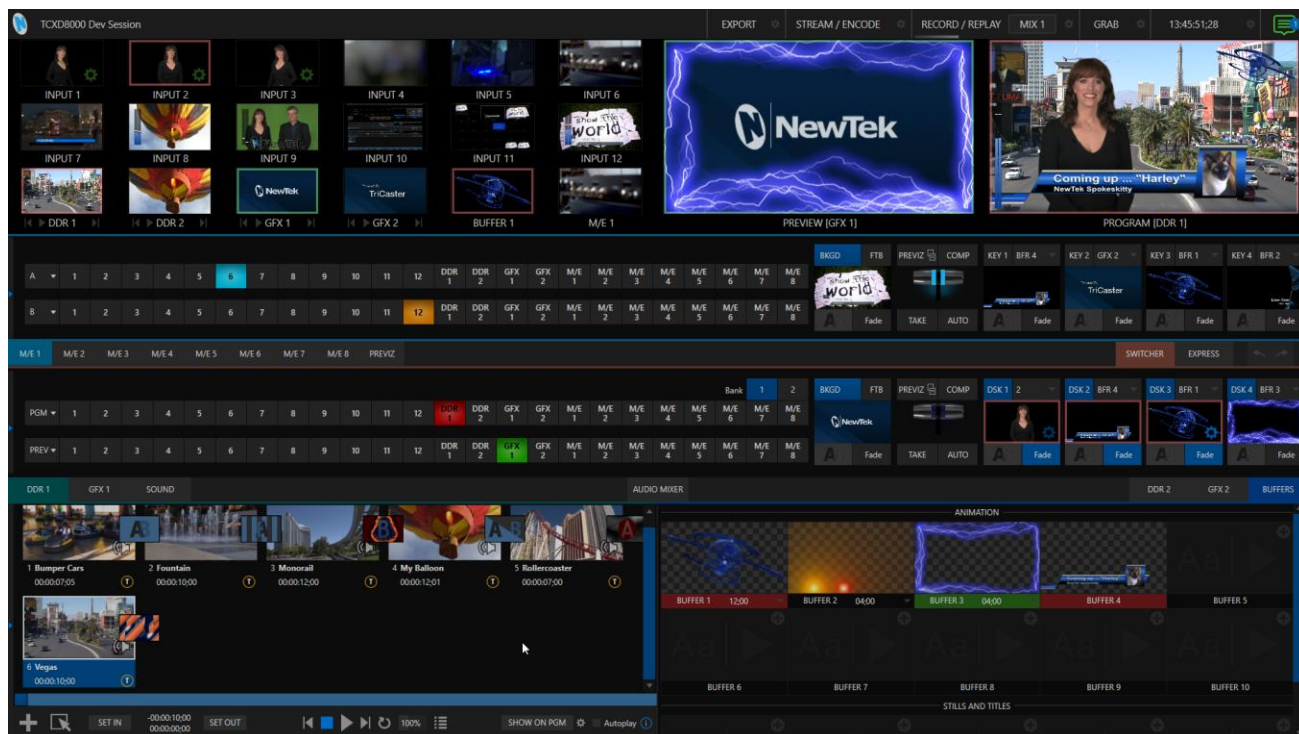 TCXD8000 Dev Session
EXPORT STREAM / ENCODE RECORD / REPLAY MIX 1 GRAB 13:45:51;28
INPUT 1 INPUT 2 INPUT 3 INPUT 4 INPUT 5 INPUT 6
show the
world
INPUT 7 INPUT 8 INPUT 9 INPUT 10 INPUT 11 INPUT 12
NewTek
TriCaster
DDR 1 DDR 2 GFX 1 GFX 2 BUFFER 1 M/E 1
NewTek
PREVIEW [GFX 1]
Coming up ... "Harley"
NewTek Spokeskitty
PROGRAM [DDR 1]
BKGD FTB PREVIZ COMP KEY 1 BFR 4 KEY 2 GFX 2 KEY 3 BFR 1 KEY 4 BFR 2
A 1 2 3 4 5 6 7 8 9 10 11 12 DDR 1 DDR 2 GFX 1 GFX 2 M/E 1 M/E 2 M/E 3 M/E 4 M/E 5 M/E 6 M/E 7 M/E 8
show the
world
TriCaster
B 1 2 3 4 5 6 7 8 9 10 11 12 DDR 1 DDR 2 GFX 1 GFX 2 M/E 1 M/E 2 M/E 3 M/E 4 M/E 5 M/E 6 M/E 7 M/E 8
Fade TAKE AUTO Fade Fade Fade Fade
M/E 1 M/E 2 M/E 3 M/E 4 M/E 5 M/E 6 M/E 7 M/E 8 PREVIZ SWITCHER EXPRESS
Bank 1 2 BKGD FTB PREVIZ COMP DSK 1 2 DSK 2 BFR 4 DSK 3 BFR 1 DSK 4 BFR 3
PGM 1 2 3 4 5 6 7 8 9 10 11 12 DDR 1 DDR 2 GFX 1 GFX 2 M/E 1 M/E 2 M/E 3 M/E 4 M/E 5 M/E 6 M/E 7 M/E 8
NewTek
PREV 1 2 3 4 5 6 7 8 9 10 11 12 DDR 1 DDR 2 GFX 1 GFX 2 M/E 1 M/E 2 M/E 3 M/E 4 M/E 5 M/E 6 M/E 7 M/E 8
Fade TAKE AUTO Fade Fade Fade Fade
DDR 1 GFX 1 SOUND AUDIO MIXER DDR 2 GFX 2 BUFFERS
ANIMATION
1 Bumper Cars 2 Fountain 3 Monorail 4 My Balloon 5 Rollercoaster
00:00:07;05 00:00:10;00 00:00:12;00 00:00:12;01 00:00:07;00
BUFFER 1 12;00 BUFFER 2 04;00 BUFFER 3 04;00 BUFFER 4 BUFFER 5
6 Vegas
00:00:10;00
BUFFER 6 BUFFER 7 BUFFER 8 BUFFER 9 BUFFER 10
STILLS AND TITLES
SET IN -00:00:10;00 SET OUT 100% SHOW ON PGM Autoplay
00:00:00;00